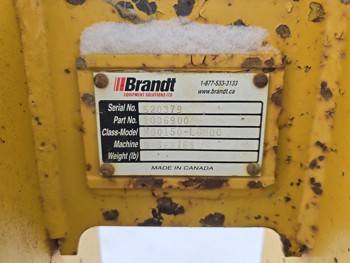 Brandt
EQUIPMENT SOLUTIONS LTD
1-877-533-3133
www.brandt.ca
Serial No. 520379
Part No.
Class-Model
Machine
Weight (lb)
MADE IN CANADA